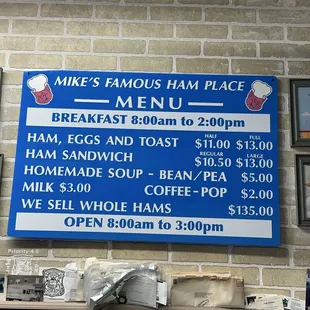 MIKE'S FAMOUS HAM PLACE
MENU
BREAKFAST 8:00am to 2:00pm
HALF FULL
HAM, EGGS AND TOAST $11.00 $13.00
REGULAR LARGE
HAM SANDWICH $10.50 $13.00
HOMEMADE SOUP - BEAN/PEA $5.00
MILK $3.00 COFFEE-POP $2.00
WE SELL WHOLE HAMS $135.00
OPEN 8:00am to 3:00pm